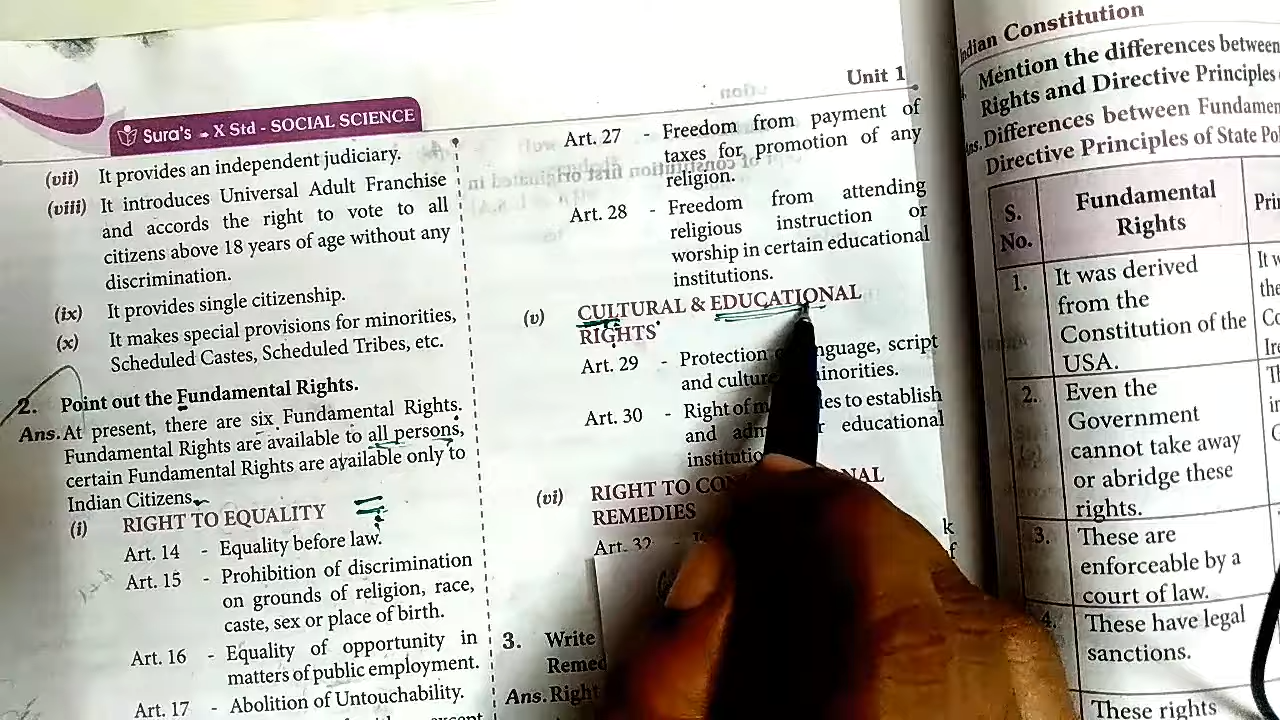 Sura's X Std - SOCIAL SCIENCE
(vii) It provides an independent judiciary.
(viii) It introduces Universal Adult Franchise
and accords the right to vote to all
citizens above 18 years of age without any
discrimination.
(ix) It provides single citizenship.
(x) It makes special provisions for minorities,
Scheduled Castes, Scheduled Tribes, etc.
2. Point out the Fundamental Rights.
Ans. At present, there are six Fundamental Rights.
Fundamental Rights are available to all persons,
certain Fundamental Rights are available only to
Indian Citizens.
(i) RIGHT TO EQUALITY
Art. 14 - Equality before law.
Art. 15 - Prohibition of discrimination
on grounds of religion, race,
caste, sex or place of birth.
Art. 16 - Equality of opportunity in
matters of public employment.
Art. 17 - Abolition of Untouchability.
except
Unit 1
Art. 27 - Freedom from payment of
taxes for promotion of any
religion.
Art. 28 - Freedom from attending
religious instruction or
worship in certain educational
institutions.
(v) CULTURAL & EDUCATIONAL
RIGHTS
Art. 29 - Protection language, script
and culture minorities.
Art. 30 - Right of to establish
and educational
(vi) RIGHT TO
REMEDIES
Art. 32 -
3. Write
Ans. Right
Indian Constitution
Mention the differences between
Rights and Directive Principles
Ans. Differences between
Directive Principles of State
S. No.
Fundamental
Rights
1. It was derived
from the
Constitution of the
USA.
2. Even the
Government
cannot take away
or abridge these
rights.
3. These are
enforceable by a
court of law.
4. These have legal
sanctions.
These rights